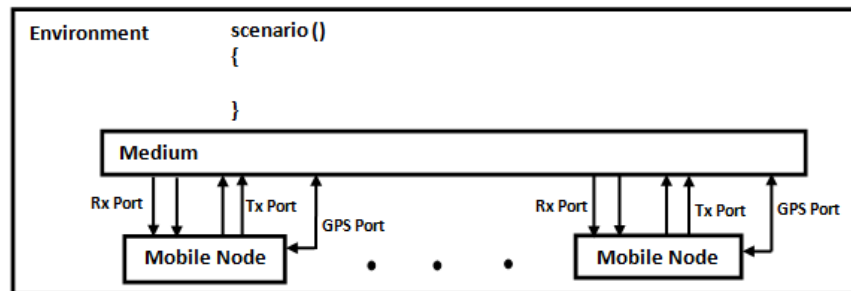 Environment scenario()
{
}
Medium
Rx Port Tx Port GPS Port Rx Port Tx Port GPS Port
Mobile Node Mobile Node